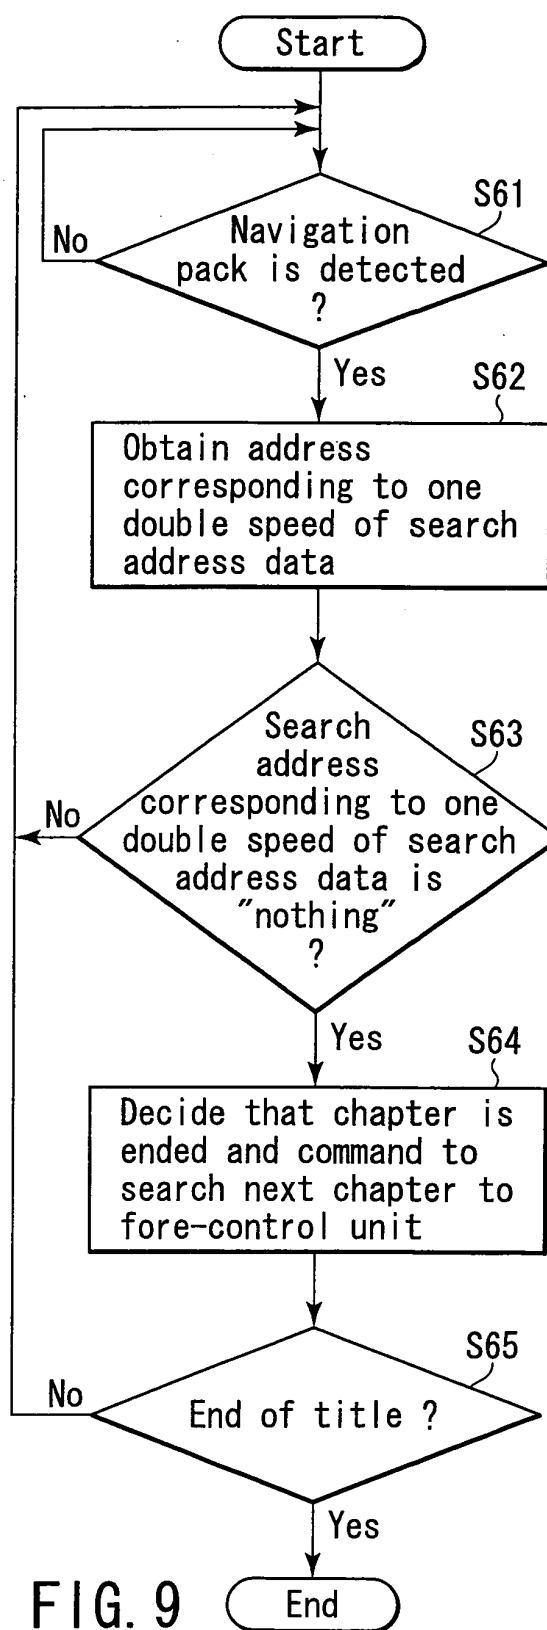 Start
S61
Navigation
pack is detected
?
No
Yes
S62
Obtain address
corresponding to one
double speed of search
address data
S63
Search
address
corresponding to one
double speed of search
address data is
"nothing"
?
No
Yes
S64
Decide that chapter is
ended and command to
search next chapter to
fore-control unit
S65
End of title ?
No
Yes
End
FIG. 9